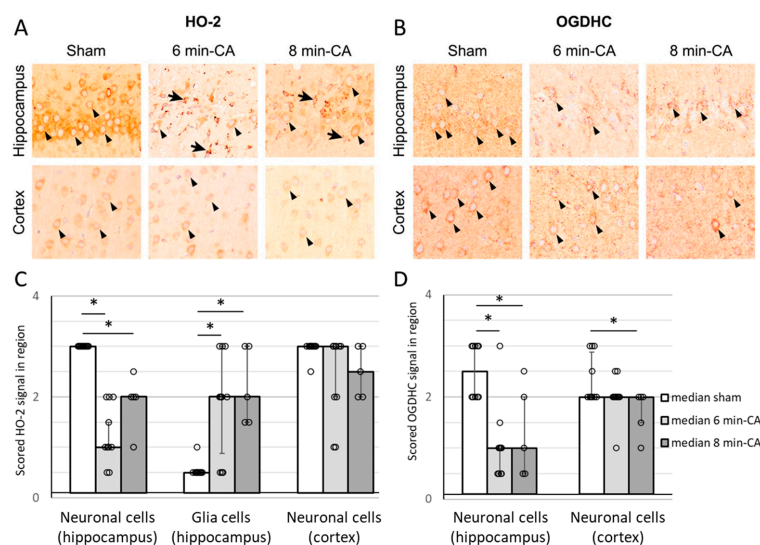 A
HO-2
Sham
6 min-CA
8 min-CA
Hippocampus
Cortex
B
OGDHC
Sham
6 min-CA
8 min-CA
Hippocampus
Cortex
C
Scored HO-2 signal in region
4
2
0
*
*
*
*
Neuronal cells
(hippocampus)
Glia cells
(hippocampus)
Neuronal cells
(cortex)
D
Scored OGDHC signal in region
4
2
0
*
*
*
median sham
median 6 min-CA
median 8 min-CA
Neuronal cells
(hippocampus)
Neuronal cells
(cortex)